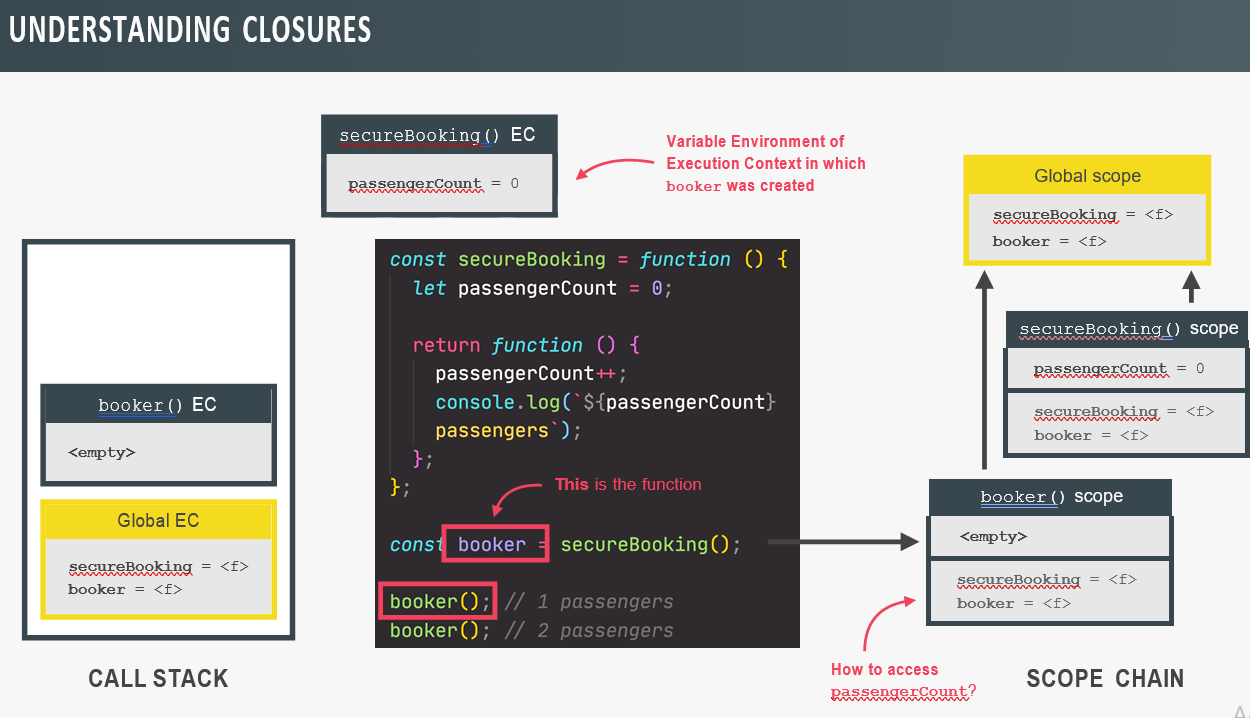 UNDERSTANDING CLOSURES
secureBooking() EC
passengerCount = 0
Variable Environment of
Execution Context in which
booker was created
Global scope
secureBooking = <f>
booker = <f>
const secureBooking = function () {
let passengerCount = 0;
return function () {
passengerCount++;
console.log(`${passengerCount}
passengers`);
};
};
This is the function
const booker = secureBooking();
booker(); // 1 passengers
booker(); // 2 passengers
booker() EC
<empty>
Global EC
secureBooking = <f>
booker = <f>
CALL STACK
secureBooking() scope
passengerCount = 0
secureBooking = <f>
booker = <f>
booker() scope
<empty>
secureBooking = <f>
booker = <f>
How to access
passengerCount?
SCOPE CHAIN